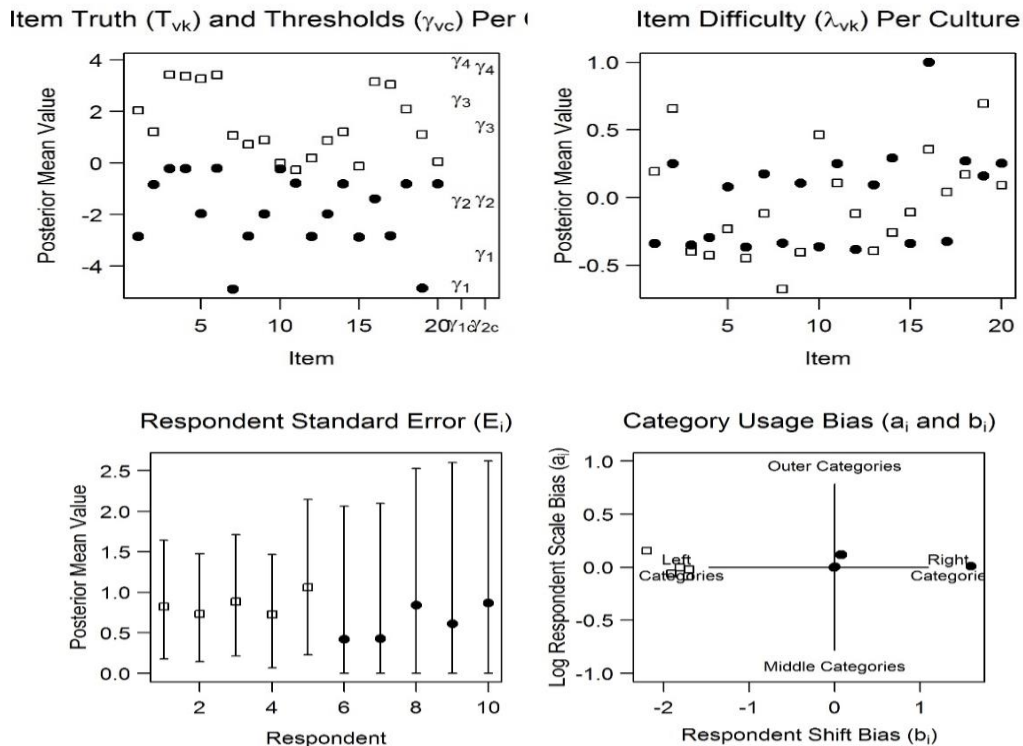 Item Truth (Tvk) and Thresholds (γvc) Per (
4
2
0
-2
-4
Posterior Mean Value
γ4 γ4
γ3
γ3
γ2 γ2
γ1
γ1
5 10 15 20 γ1c γ2c
Item
Item Difficulty (λvk) Per Culture
1.0
0.5
0.0
-0.5
Posterior Mean Value
5 10 15 20
Item
Respondent Standard Error (Ei)
2.5
2.0
1.5
1.0
0.5
0.0
Posterior Mean Value
2 4 6 8 10
Respondent
Category Usage Bias (ai and bi)
1.0
0.5
0.0
-0.5
-1.0
Log Respondent Scale Bias (ai)
Outer Categories
Left
Categories
Right
Categorie
Middle Categories
-2 -1 0 1
Respondent Shift Bias (bi)